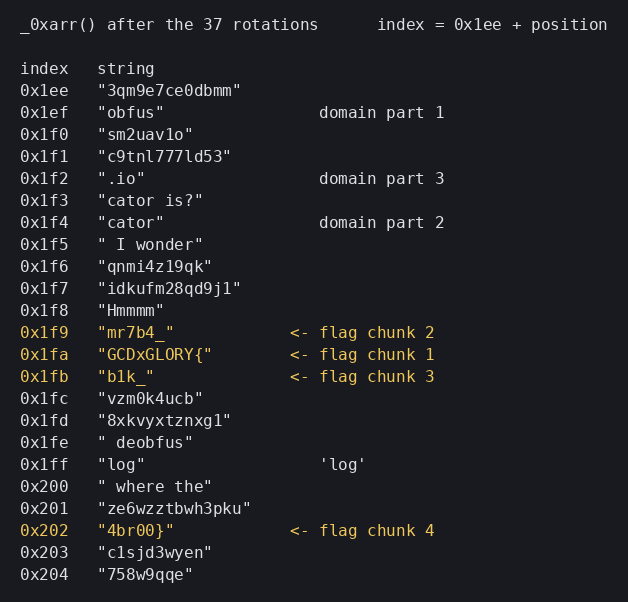 _0xarr() after the 37 rotations      index = 0x1ee + position
index   string
0x1ee   "3qm9e7ce0dbmm"
0x1ef   "obfus"                domain part 1
0x1f0   "sm2uav1o"
0x1f1   "c9tnl777ld53"
0x1f2   ".io"                  domain part 3
0x1f3   "cator is?"
0x1f4   "cator"                domain part 2
0x1f5   " I wonder"
0x1f6   "qnmi4z19qk"
0x1f7   "idkufm28qd9j1"
0x1f8   "Hmmmm"
0x1f9   "mr7b4_"            <- flag chunk 2
0x1fa   "GCDxGLORY{"        <- flag chunk 1
0x1fb   "b1k_"              <- flag chunk 3
0x1fc   "vzm0k4ucb"
0x1fd   "8xkvyxtznxg1"
0x1fe   " deobfus"
0x1ff   "log"                  'log'
0x200   " where the"
0x201   "ze6wzztbwh3pku"
0x202   "4br00}"            <- flag chunk 4
0x203   "c1sjd3wyen"
0x204   "758w9qqe"